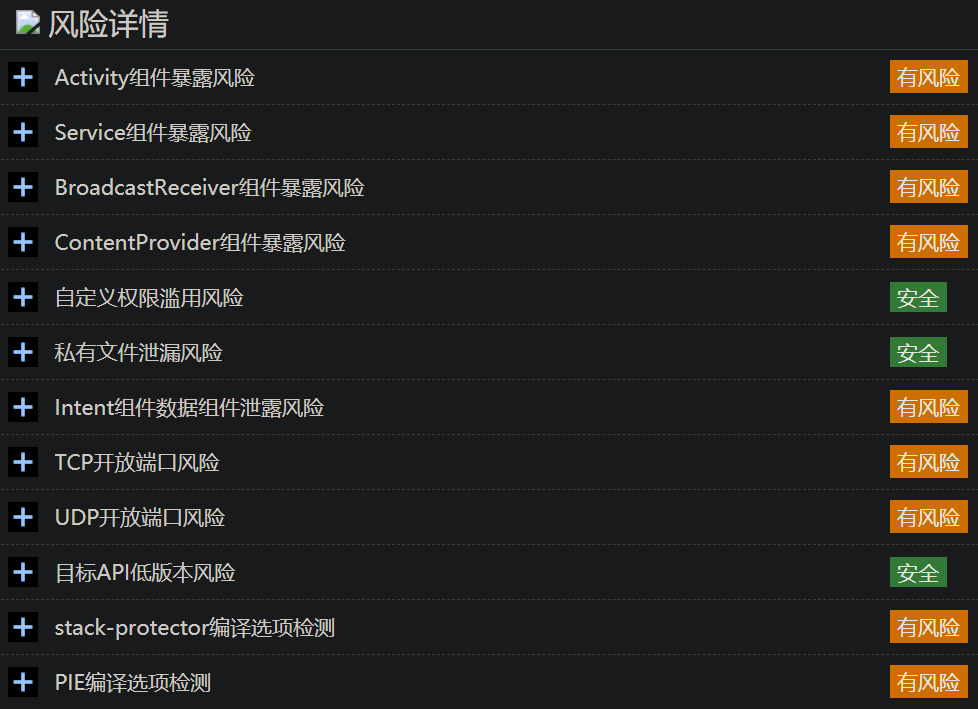 风险详情
Activity组件暴露风险 有风险
Service组件暴露风险 有风险
BroadcastReceiver组件暴露风险 有风险
ContentProvider组件暴露风险 有风险
自定义权限滥用风险 安全
私有文件泄漏风险 安全
Intent组件数据组件泄露风险 有风险
TCP开放端口风险 有风险
UDP开放端口风险 有风险
目标API低版本风险 安全
stack-protector编译选项检测 有风险
PIE编译选项检测 有风险